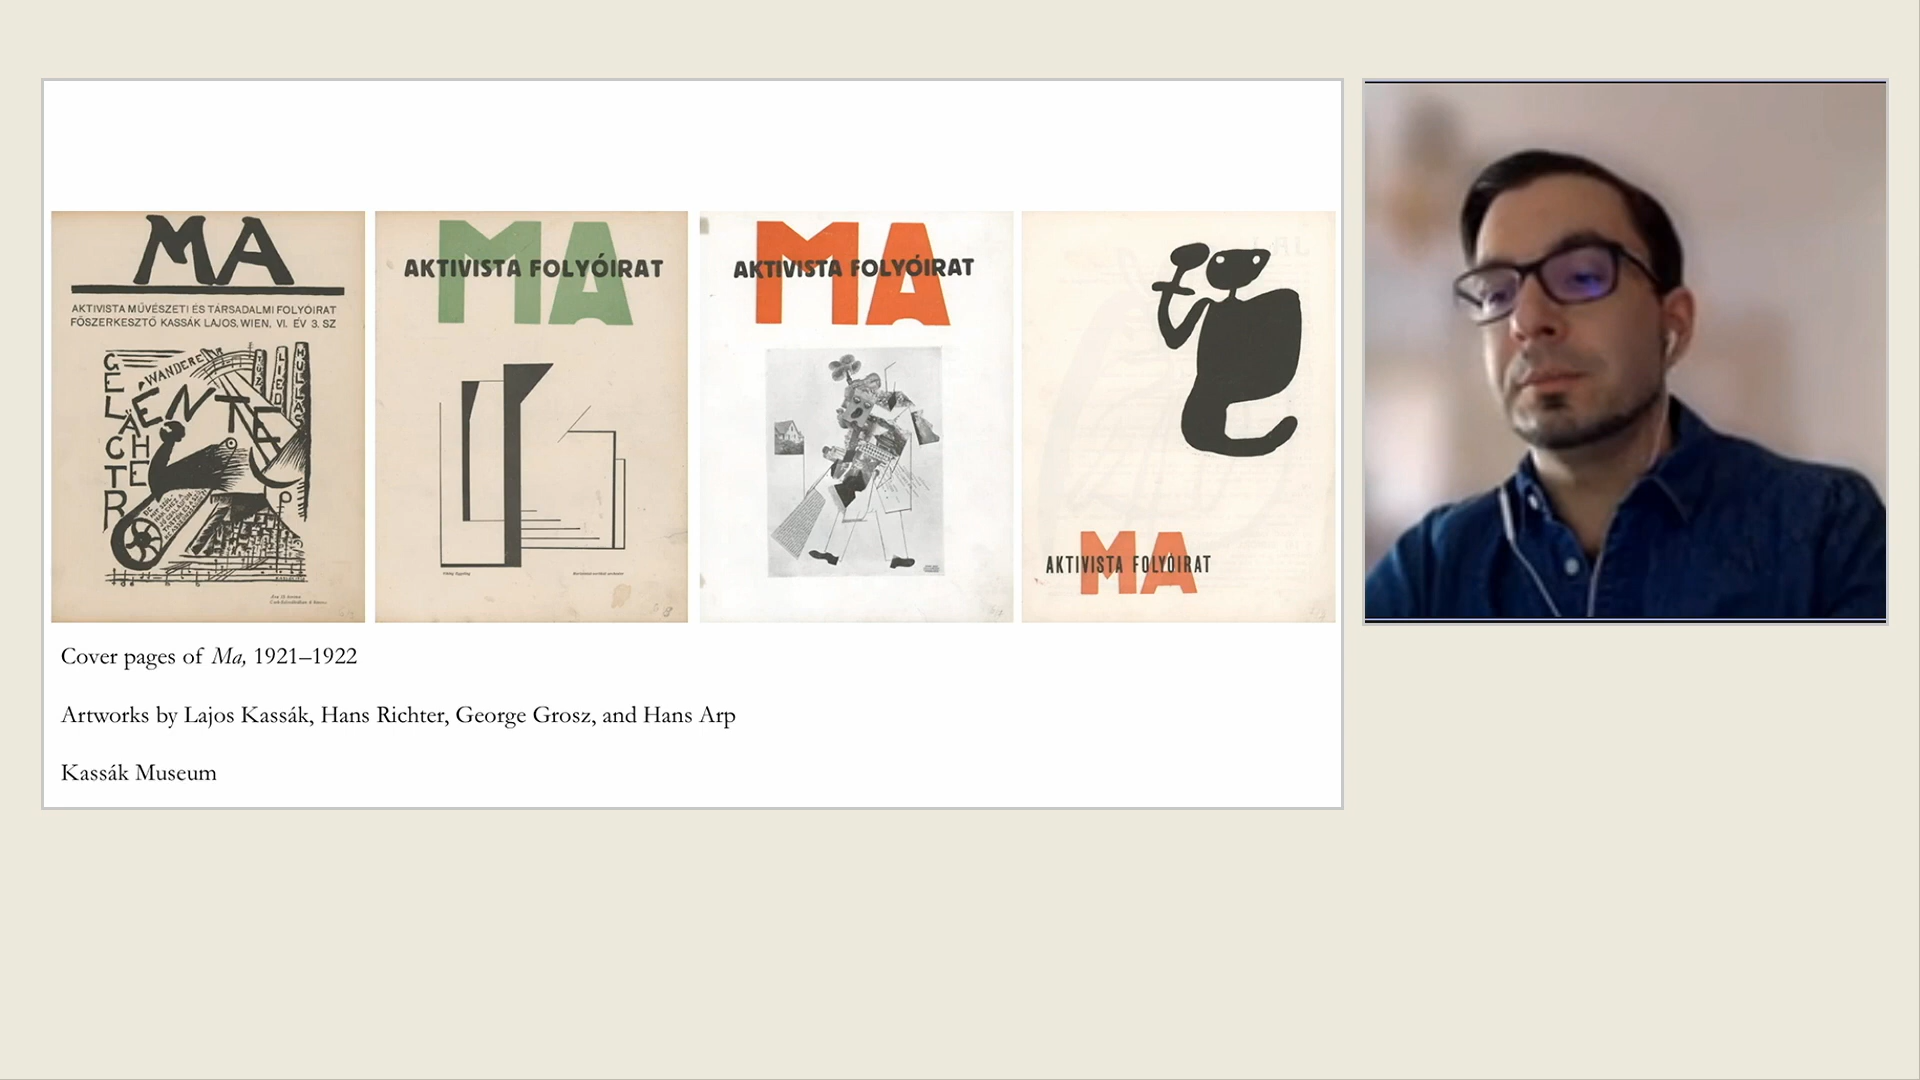 MA
AKTIVISTA MŰVÉSZETI ÉS TÁRSADALMI FOLYÓIRAT
FŐSZERKESZTŐ KASSÁK LAJOS, WIEN, VI. ÉV 3. SZ
WANDERE
LIED
MA
AKTIVISTA FOLYÓIRAT
MA
AKTIVISTA FOLYÓIRAT
MA
AKTIVISTA FOLYÓIRAT
Cover pages of Ma, 1921–1922
Artworks by Lajos Kassák, Hans Richter, George Grosz, and Hans Arp
Kassák Museum